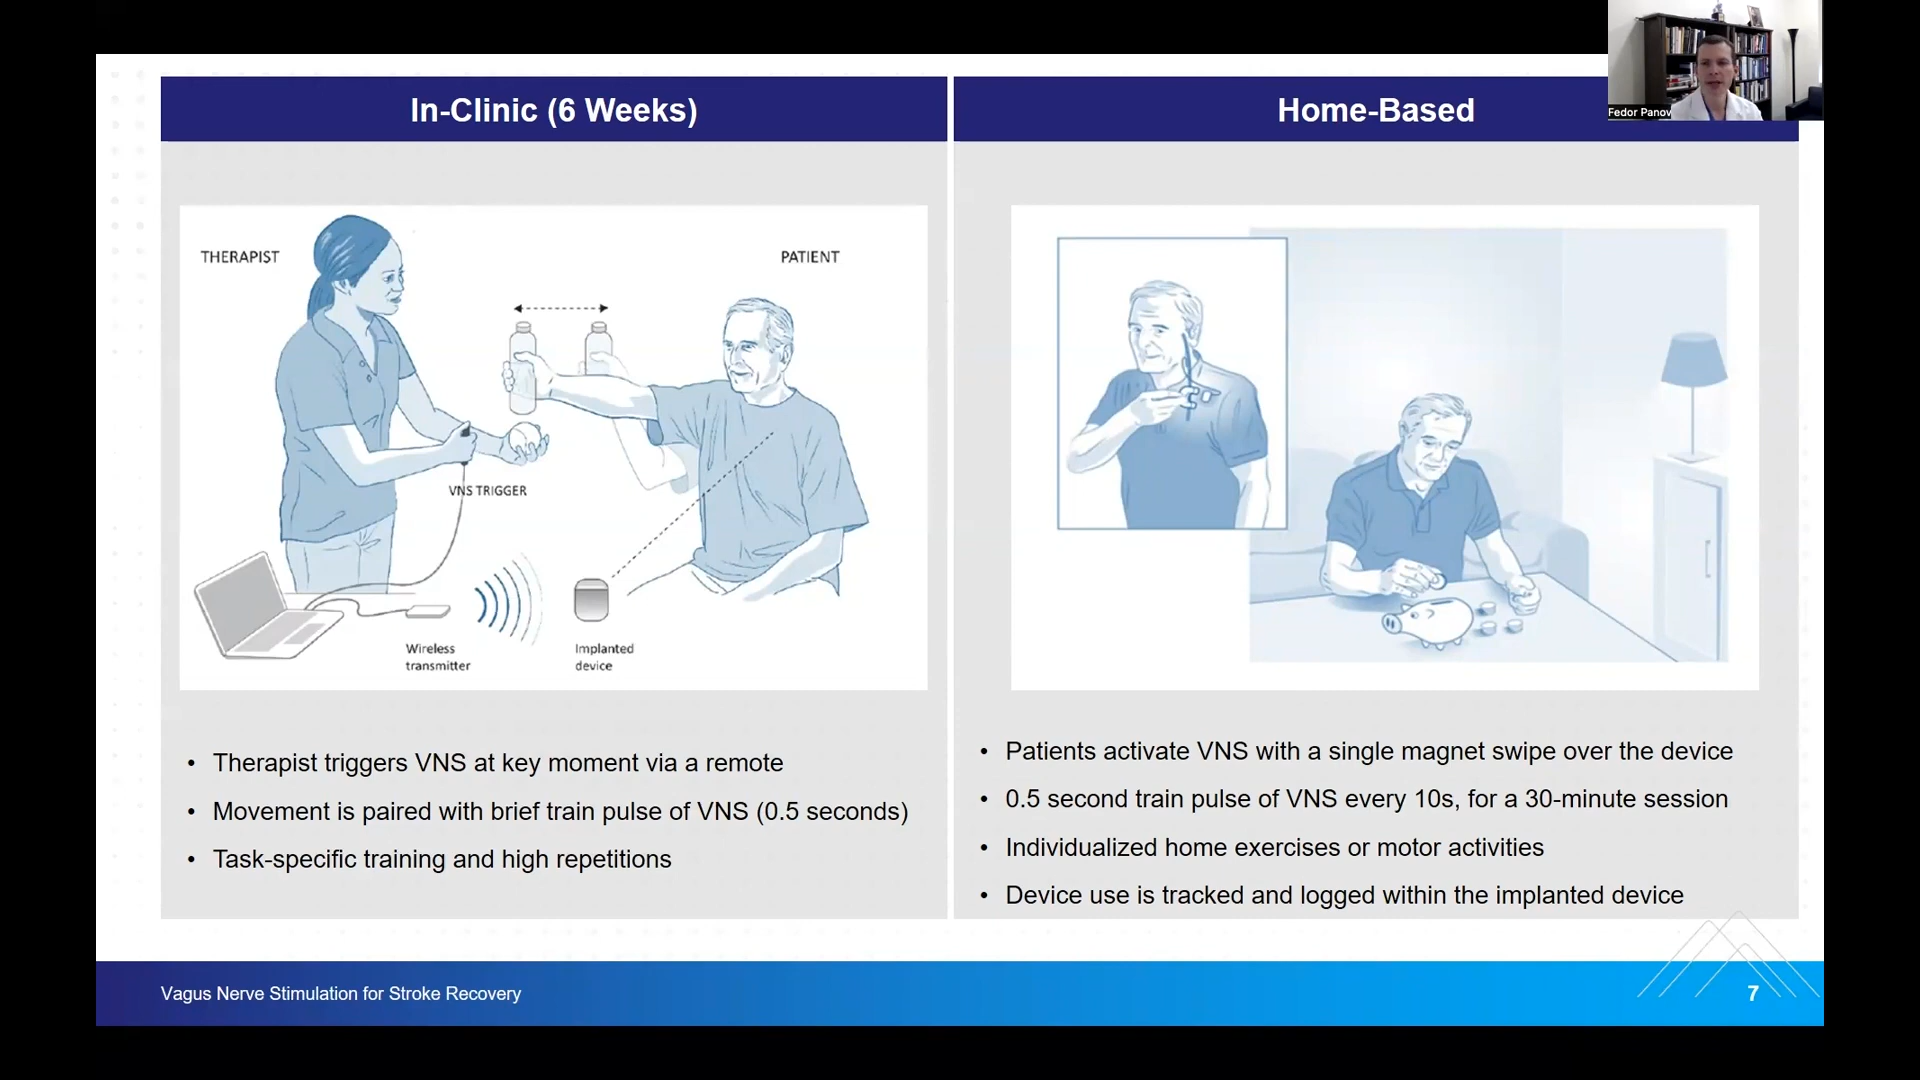 Fedor Panov
In-Clinic (6 Weeks)
THERAPIST
PATIENT
VNS TRIGGER
Wireless
transmitter
Implanted
device
• Therapist triggers VNS at key moment via a remote
• Movement is paired with brief train pulse of VNS (0.5 seconds)
• Task-specific training and high repetitions
Home-Based
• Patients activate VNS with a single magnet swipe over the device
• 0.5 second train pulse of VNS every 10s, for a 30-minute session
• Individualized home exercises or motor activities
• Device use is tracked and logged within the implanted device
Vagus Nerve Stimulation for Stroke Recovery
7